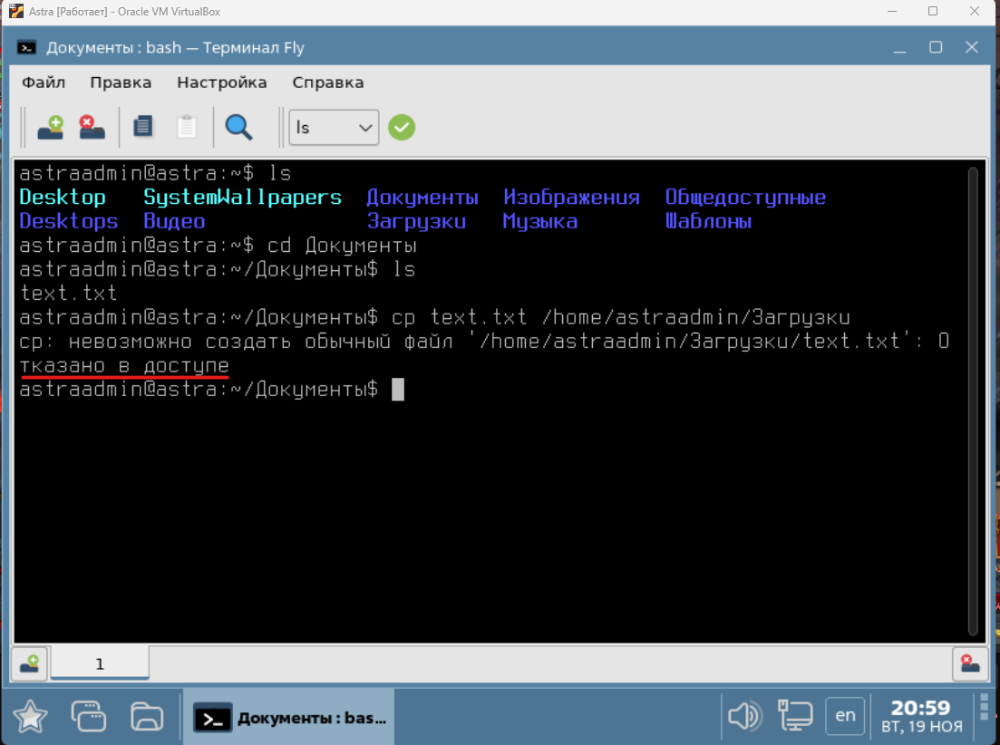 Astra [Работает] - Oracle VM VirtualBox
Документы : bash — Терминал Fly
Файл Правка Настройка Справка
ls
astraadmin@astra:~$ ls
Desktop SystemWallpapers Документы Изображения Общедоступные
Desktops Видео Загрузки Музыка Шаблоны
astraadmin@astra:~$ cd Документы
astraadmin@astra:~/Документы$ ls
text.txt
astraadmin@astra:~/Документы$ cp text.txt /home/astraadmin/Загрузки
cp: невозможно создать обычный файл '/home/astraadmin/Загрузки/text.txt': О
тказано в доступе
astraadmin@astra:~/Документы$
1
Документы : bas...
en
20:59
ВТ, 19 НОЯ